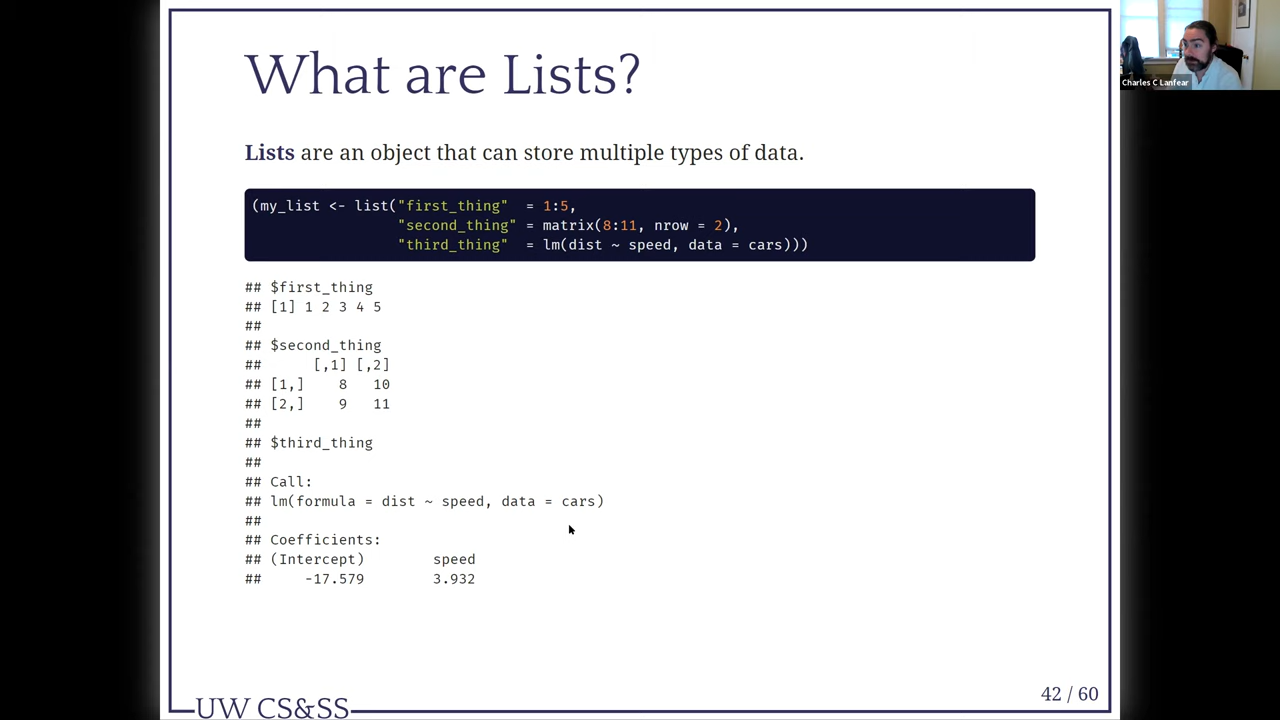 What are Lists?
Charles C Lanfear
Lists are an object that can store multiple types of data.
(my_list <- list("first_thing"  = 1:5,
                 "second_thing" = matrix(8:11, nrow = 2),
                 "third_thing"  = lm(dist ~ speed, data = cars)))
## $first_thing
## [1] 1 2 3 4 5
##
## $second_thing
##      [,1] [,2]
## [1,]    8   10
## [2,]    9   11
##
## $third_thing
##
## Call:
## lm(formula = dist ~ speed, data = cars)
##
## Coefficients:
## (Intercept)        speed
##     -17.579        3.932
42 / 60
UW CS&SS